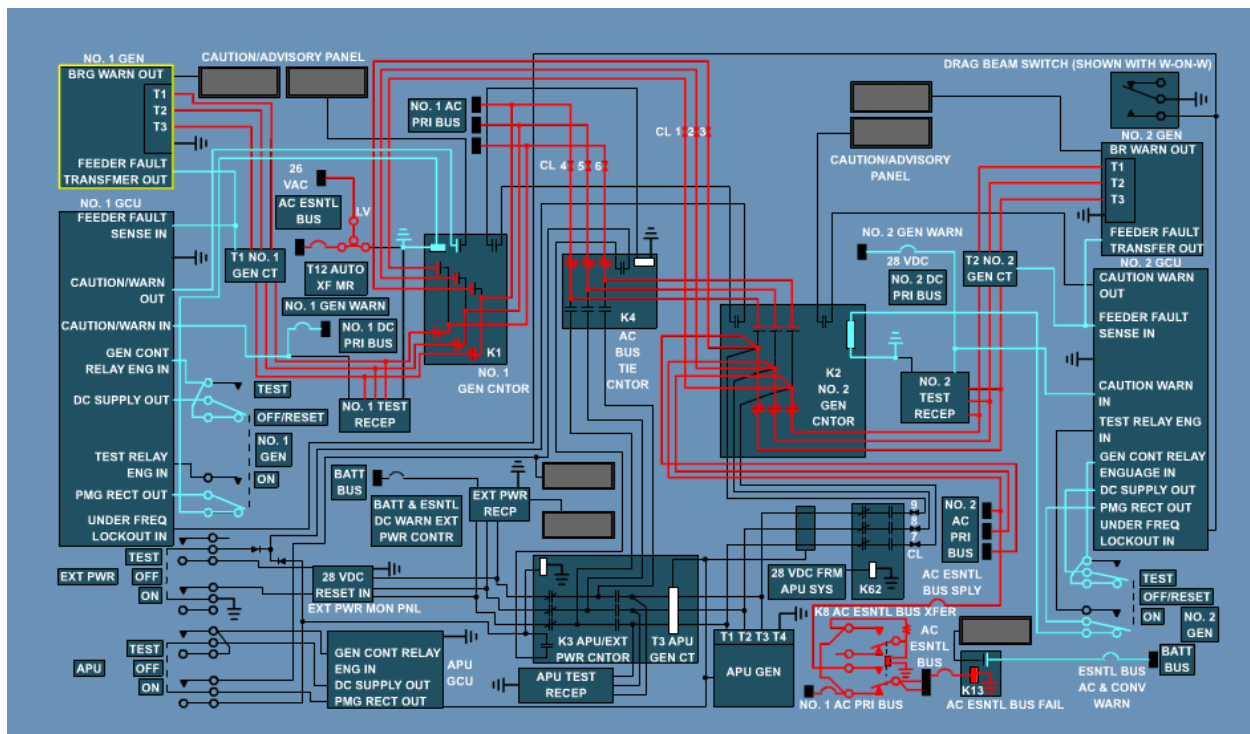 NO. 1 GEN
BRG WARN OUT
T1
T2
T3
FEEDER FAULT
TRANSFMER OUT
CAUTION/ADVISORY PANEL
NO. 1 AC
PRI BUS
CL 1 2 3
CL 4 5 6
DRAG BEAM SWITCH (SHOWN WITH W-ON-W)
CAUTION/ADVISORY
PANEL
NO. 2 GEN
BR WARN OUT
T1
T2
T3
FEEDER FAULT
TRANSFER OUT
NO. 1 GCU
FEEDER FAULT
SENSE IN
CAUTION/WARN
OUT
CAUTION/WARN IN
GEN CONT
RELAY ENG IN
DC SUPPLY OUT
TEST RELAY
ENG IN
PMG RECT OUT
UNDER FREQ
LOCKOUT IN
26
VAC
AC ESNTL
BUS
LV
T1 NO. 1
GEN CT
T12 AUTO
XF MR
NO. 1 GEN WARN
NO. 1 DC
PRI BUS
K1
NO. 1
GEN CNTOR
NO. 1 TEST
RECEP
TEST
OFF/RESET
NO. 1
GEN
ON
K4
AC
BUS
TIE
CNTOR
K2
NO. 2
GEN
CNTOR
NO. 2 GEN WARN
28 VDC
NO. 2 DC
PRI BUS
T2 NO. 2
GEN CT
NO. 2
TEST
RECEP
NO. 2 GCU
CAUTION WARN
OUT
FEEDER FAULT
SENSE IN
CAUTION WARN
IN
TEST RELAY ENG
IN
GEN CONT RELAY
ENGUAGE IN
DC SUPPLY OUT
PMG RECT OUT
UNDER FREQ
LOCKOUT IN
TEST
OFF/RESET
ON
NO. 2
GEN
BATT
BUS
BATT & ESNTL
DC WARN EXT
PWR CONTR
EXT PWR
RECP
EXT PWR
TEST
OFF
ON
28 VDC
RESET IN
EXT PWR MON PNL
APU
TEST
OFF
ON
GEN CONT RELAY
ENG IN
DC SUPPLY OUT
PMG RECT OUT
APU
GCU
K3 APU/EXT
PWR CNTOR
T3 APU
GEN CT
APU TEST
RECEP
T1 T2 T3 T4
APU GEN
28 VDC FRM
APU SYS
K62
9
8
7
CL
NO. 2
AC
PRI
BUS
AC ESNTL
BUS SPLY
K8 AC ESNTL BUS XFER
AC
ESNTL
BUS
NO. 1 AC PRI BUS
K13
AC ESNTL BUS FAIL
ESNTL BUS
AC & CONV
WARN
BATT
BUS